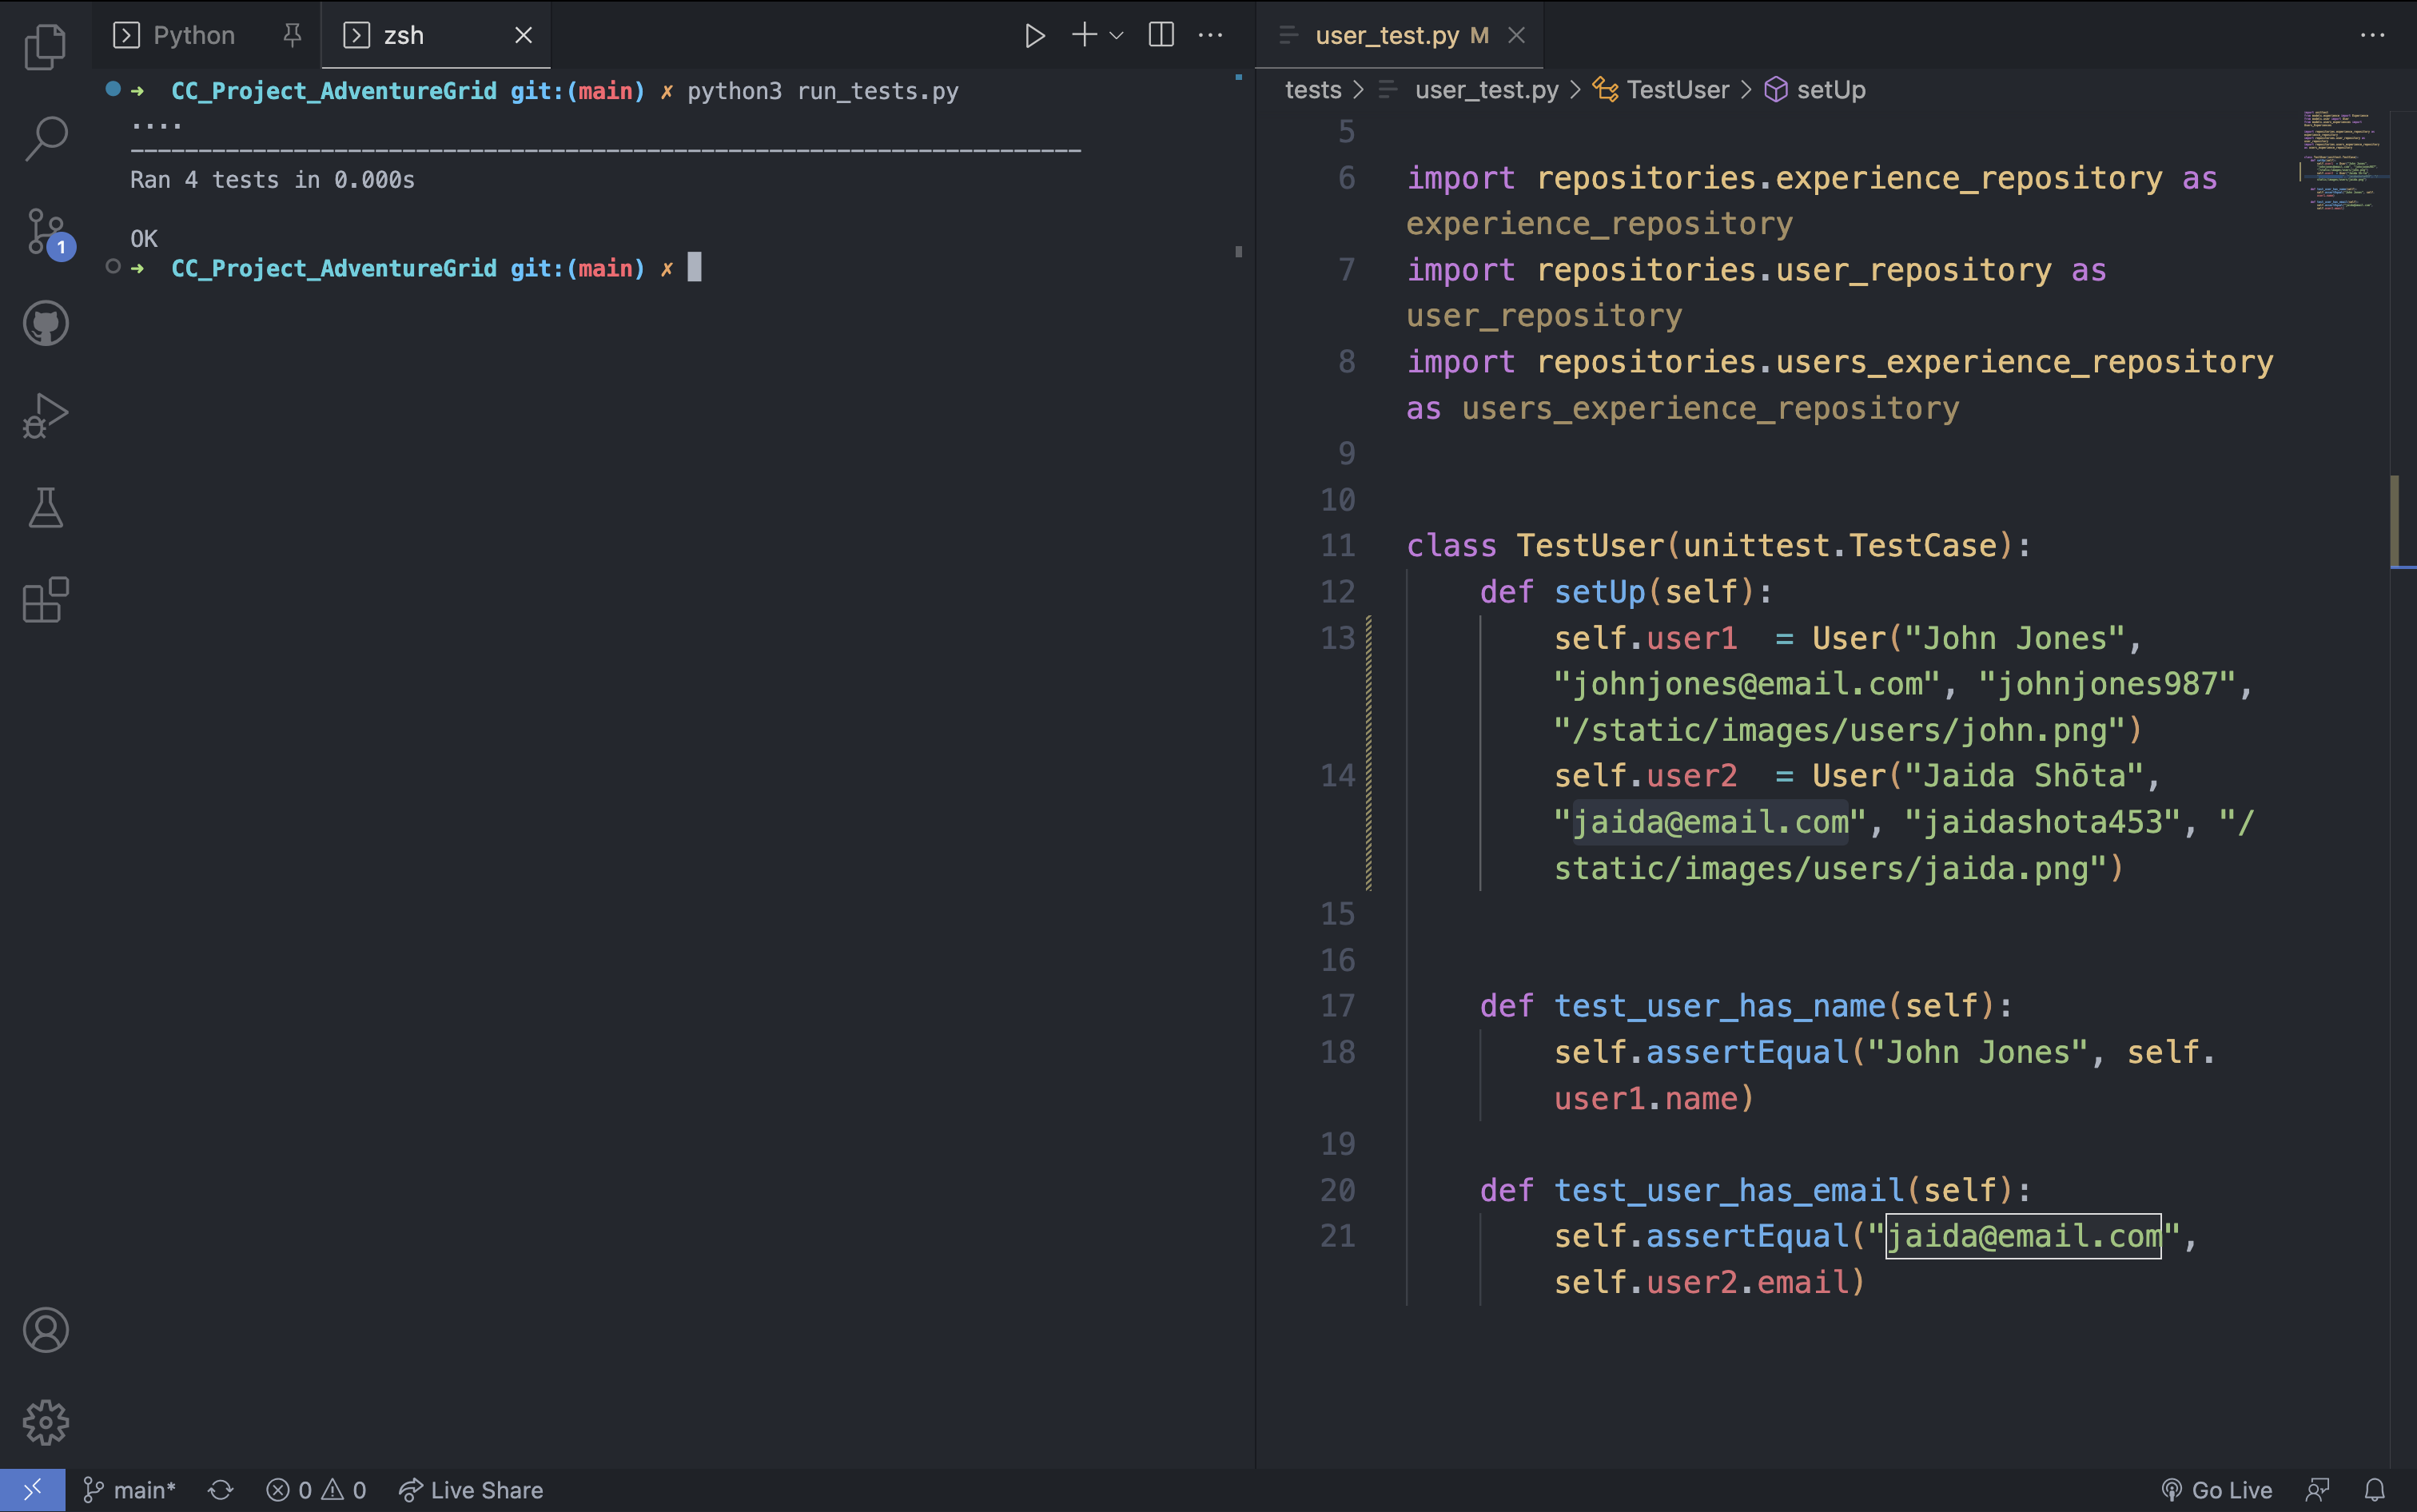 Python
zsh
➜ CC_Project_AdventureGrid git:(main) ✗ python3 run_tests.py
....
----------------------------------------------------------------------
Ran 4 tests in 0.000s
OK
➜ CC_Project_AdventureGrid git:(main) ✗
1
user_test.py M
tests > user_test.py > TestUser > setUp
5
6 import repositories.experience_repository as
experience_repository
7 import repositories.user_repository as
user_repository
8 import repositories.users_experience_repository
as users_experience_repository
9
10
11 class TestUser(unittest.TestCase):
12 def setUp(self):
13 self.user1  = User("John Jones",
"johnjones@email.com", "johnjones987",
"/static/images/users/john.png")
14 self.user2  = User("Jaida Shōta",
"jaida@email.com", "jaidashota453", "/
static/images/users/jaida.png")
15
16
17 def test_user_has_name(self):
18 self.assertEqual("John Jones", self.
user1.name)
19
20 def test_user_has_email(self):
21 self.assertEqual("jaida@email.com",
self.user2.email)
main* 0 0 Live Share
Go Live